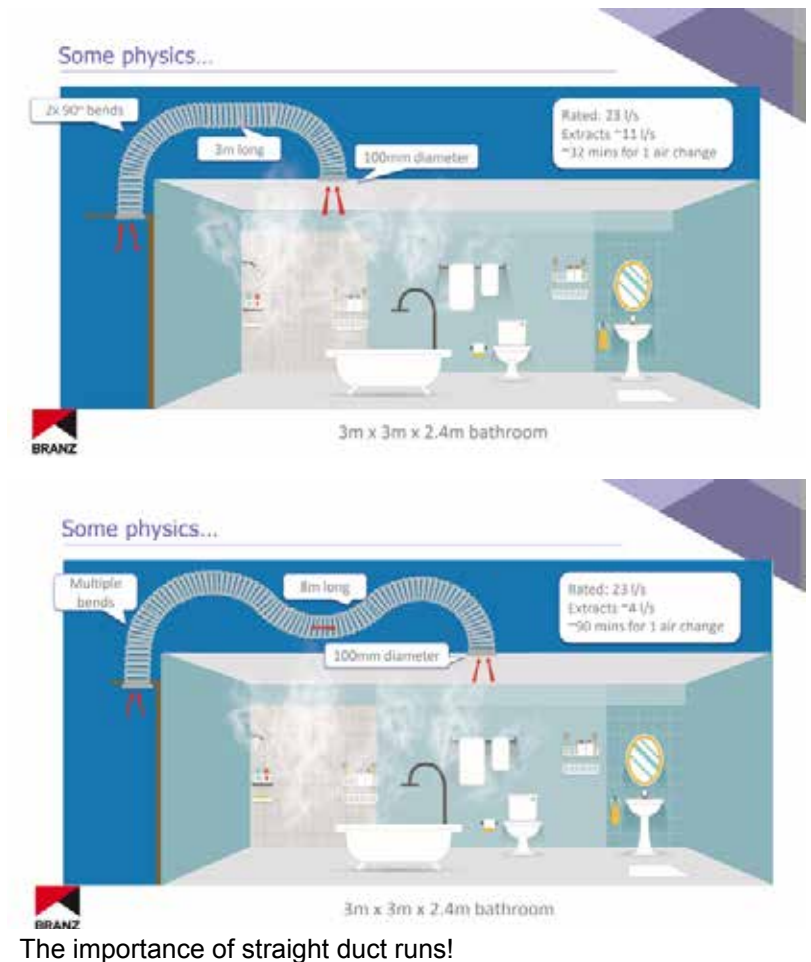 Some physics...
2x 90° bends
3m long
100mm diameter
Rated: 23 l/s
Extracts ~11 l/s
~32 mins for 1 air change
BRANZ
3m x 3m x 2.4m bathroom
Some physics...
Multiple
bends
8m long
100mm diameter
Rated: 23 l/s
Extracts ~4 l/s
~90 mins for 1 air change
BRANZ
3m x 3m x 2.4m bathroom
The importance of straight duct runs!